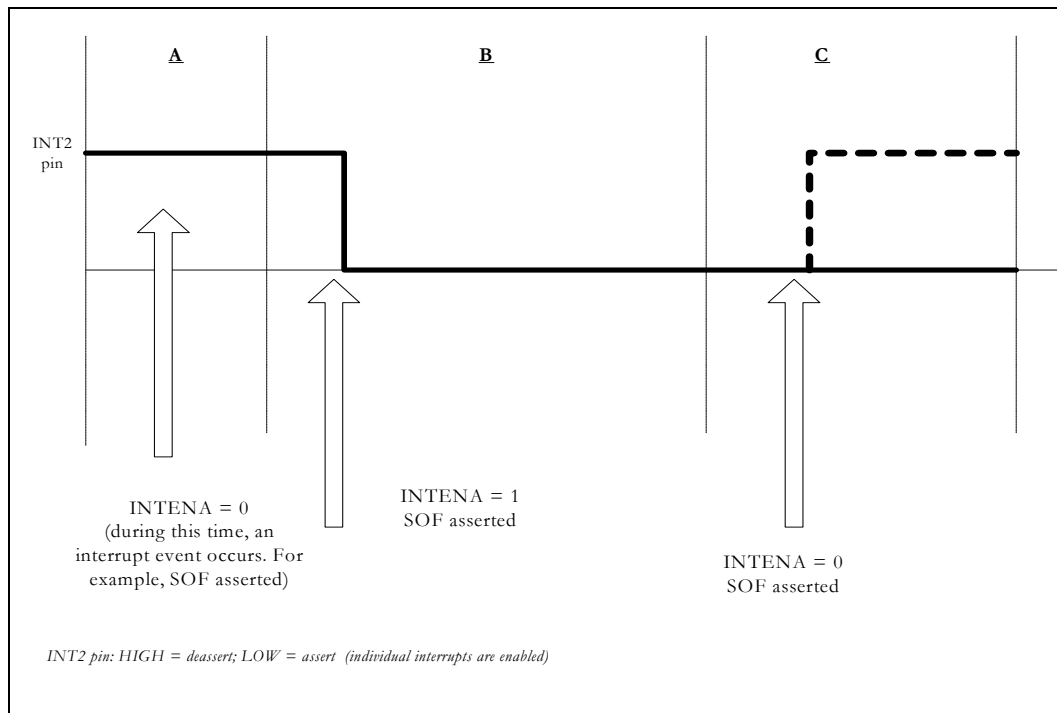 A
B
C
INT2
pin
INTENA = 0
(during this time, an
interrupt event occurs. For
example, SOF asserted)
INTENA = 1
SOF asserted
INTENA = 0
SOF asserted
INT2 pin: HIGH = deassert; LOW = assert (individual interrupts are enabled)